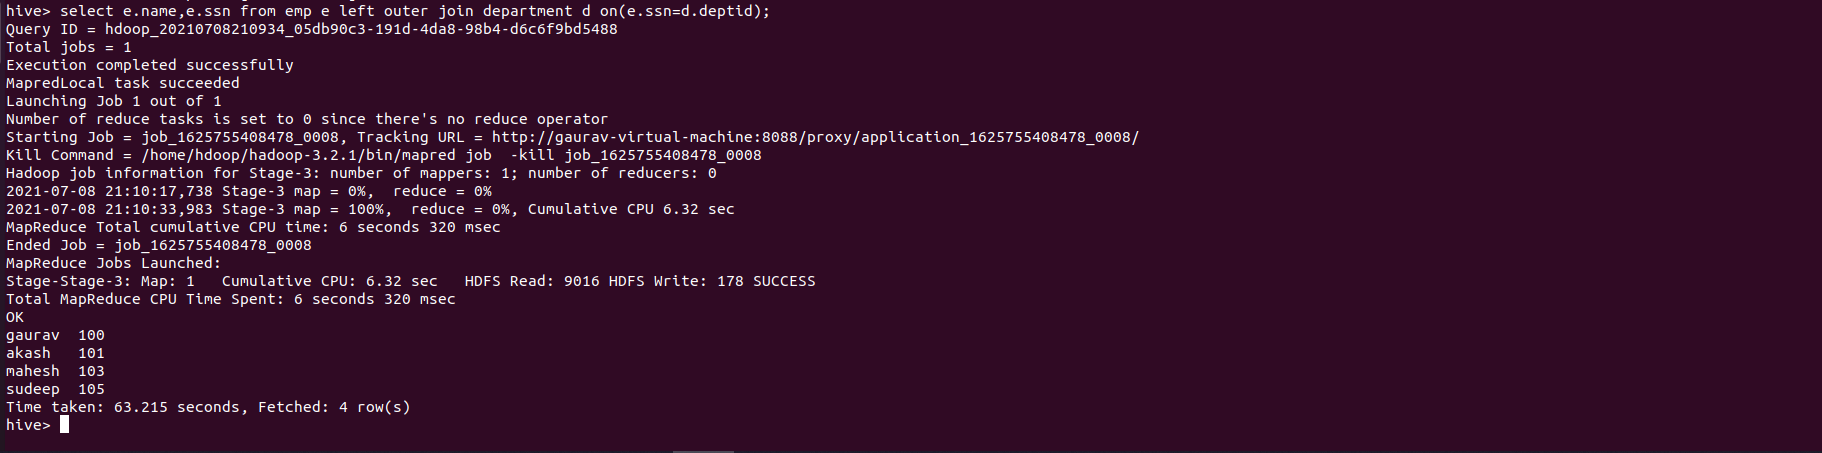 hive> select e.name,e.ssn from emp e left outer join department d on(e.ssn=d.deptid);
Query ID = hdoop_20210708210934_05db90c3-191d-4da8-98b4-d6c6f9bd5488
Total jobs = 1
Execution completed successfully
MapredLocal task succeeded
Launching Job 1 out of 1
Number of reduce tasks is set to 0 since there's no reduce operator
Starting Job = job_1625755408478_0008, Tracking URL = http://gaurav-virtual-machine:8088/proxy/application_1625755408478_0008/
Kill Command = /home/hdoop/hadoop-3.2.1/bin/mapred job  -kill job_1625755408478_0008
Hadoop job information for Stage-3: number of mappers: 1; number of reducers: 0
2021-07-08 21:10:17,738 Stage-3 map = 0%,  reduce = 0%
2021-07-08 21:10:33,983 Stage-3 map = 100%,  reduce = 0%, Cumulative CPU 6.32 sec
MapReduce Total cumulative CPU time: 6 seconds 320 msec
Ended Job = job_1625755408478_0008
MapReduce Jobs Launched:
Stage-Stage-3: Map: 1   Cumulative CPU: 6.32 sec   HDFS Read: 9016 HDFS Write: 178 SUCCESS
Total MapReduce CPU Time Spent: 6 seconds 320 msec
OK
gaurav  100
akash   101
mahesh  103
sudeep  105
Time taken: 63.215 seconds, Fetched: 4 row(s)
hive>